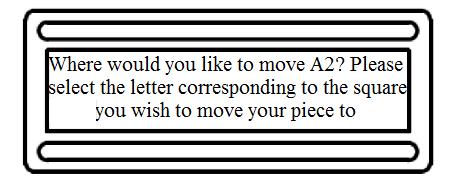 Where would you like to move A2? Please
select the letter corresponding to the square
you wish to move your piece to